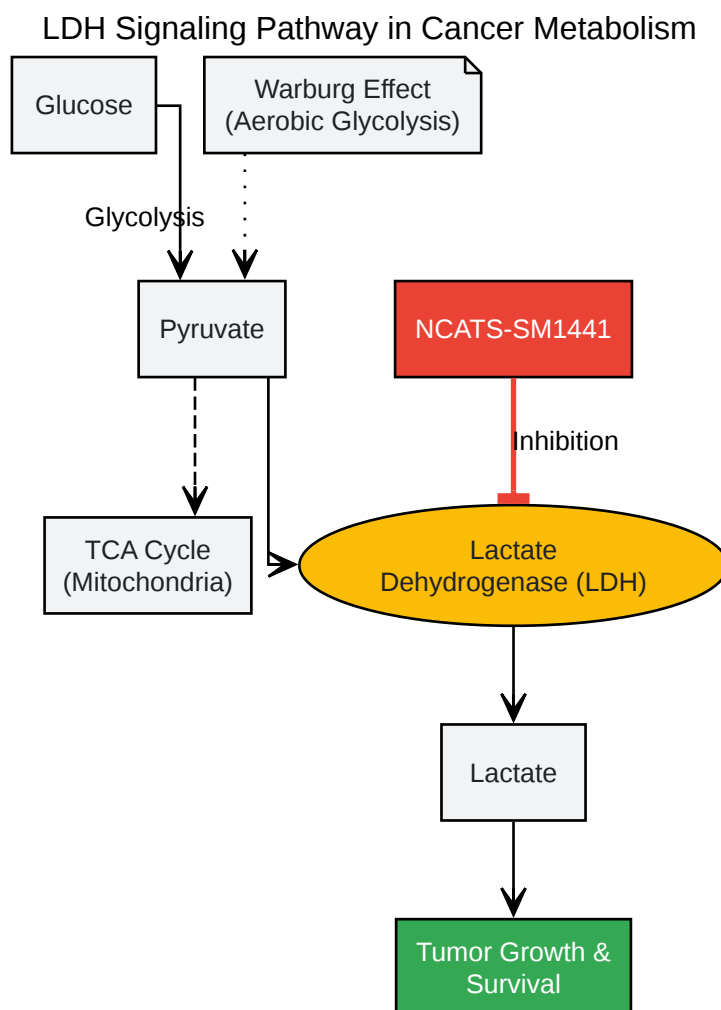 LDH Signaling Pathway in Cancer Metabolism
Glucose
Warburg Effect
(Aerobic Glycolysis)
Glycolysis
Pyruvate
NCATS-SM1441
Inhibition
TCA Cycle
(Mitochondria)
Lactate
Dehydrogenase (LDH)
Lactate
Tumor Growth &
Survival